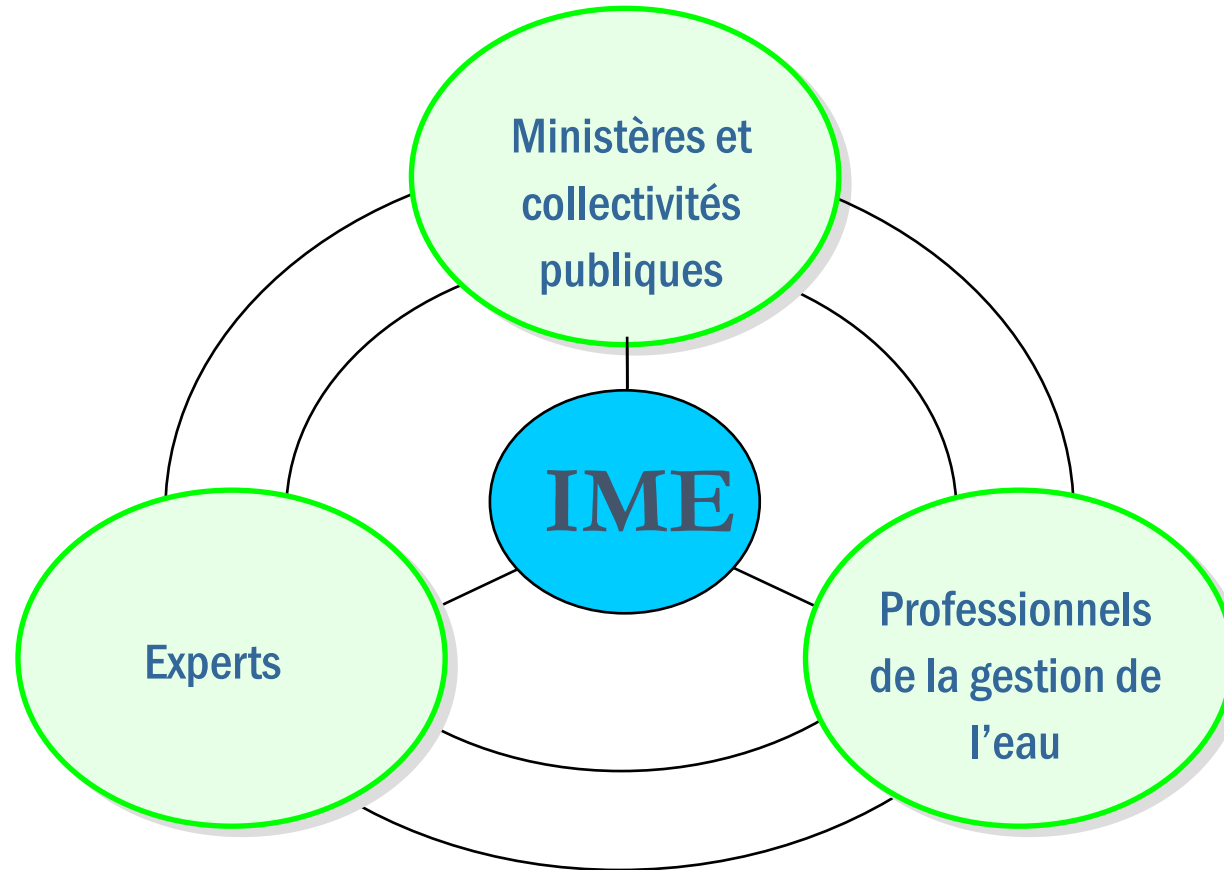 Ministères et
collectivités
publiques
IME
Experts
Professionnels
de la gestion de
l’eau